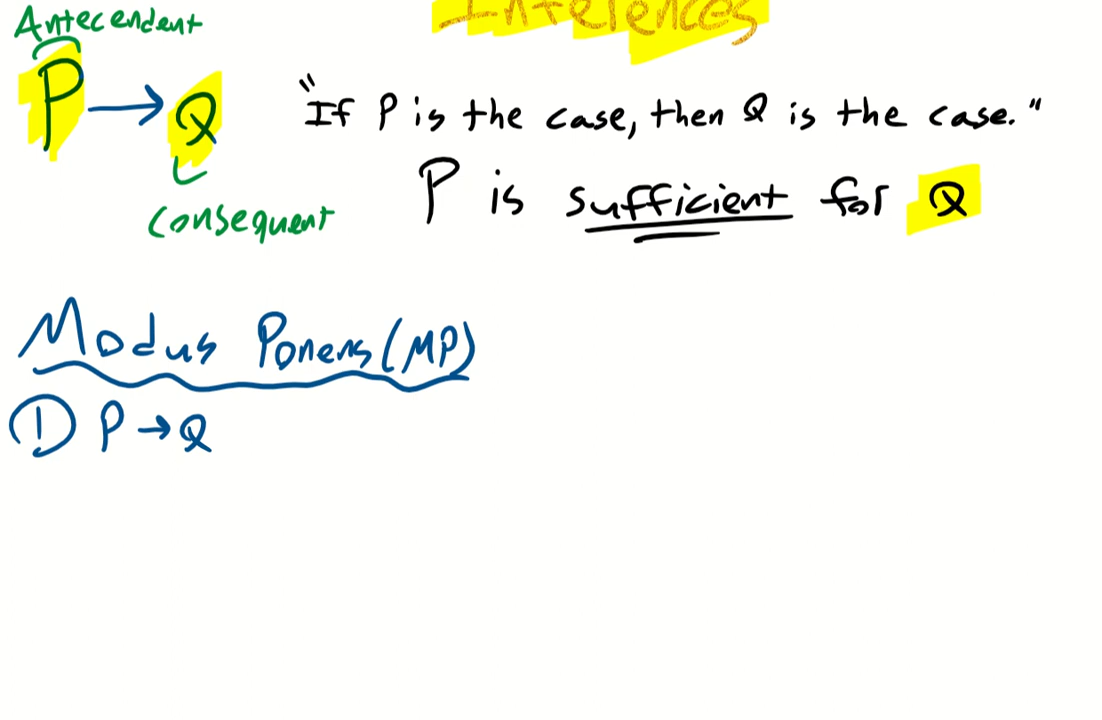 Inferences
Antecendent
P → Q
"If P is the case, then Q is the case."
P is sufficient for Q
Consequent
Modus Ponens (MP)
① P → Q